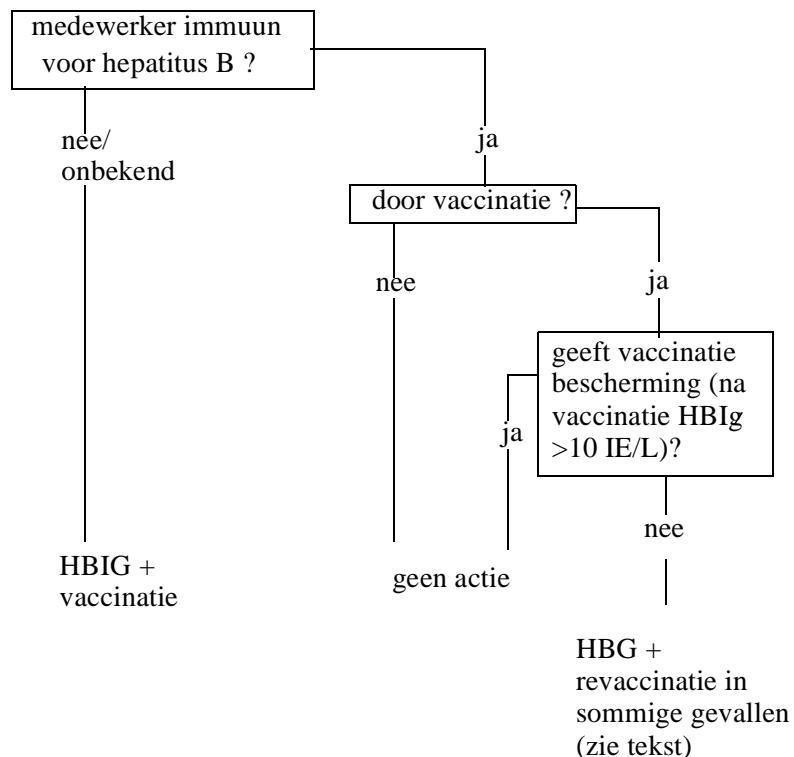 medewerker immuun
voor hepatitus B ?
nee/
onbekend
ja
door vaccinatie ?
nee
ja
geeft vaccinatie
bescherming (na
vaccinatie HBIg
>10 IE/L)?
ja
nee
HBIG +
vaccinatie
geen actie
HBG +
revaccinatie in
sommige gevallen
(zie tekst)